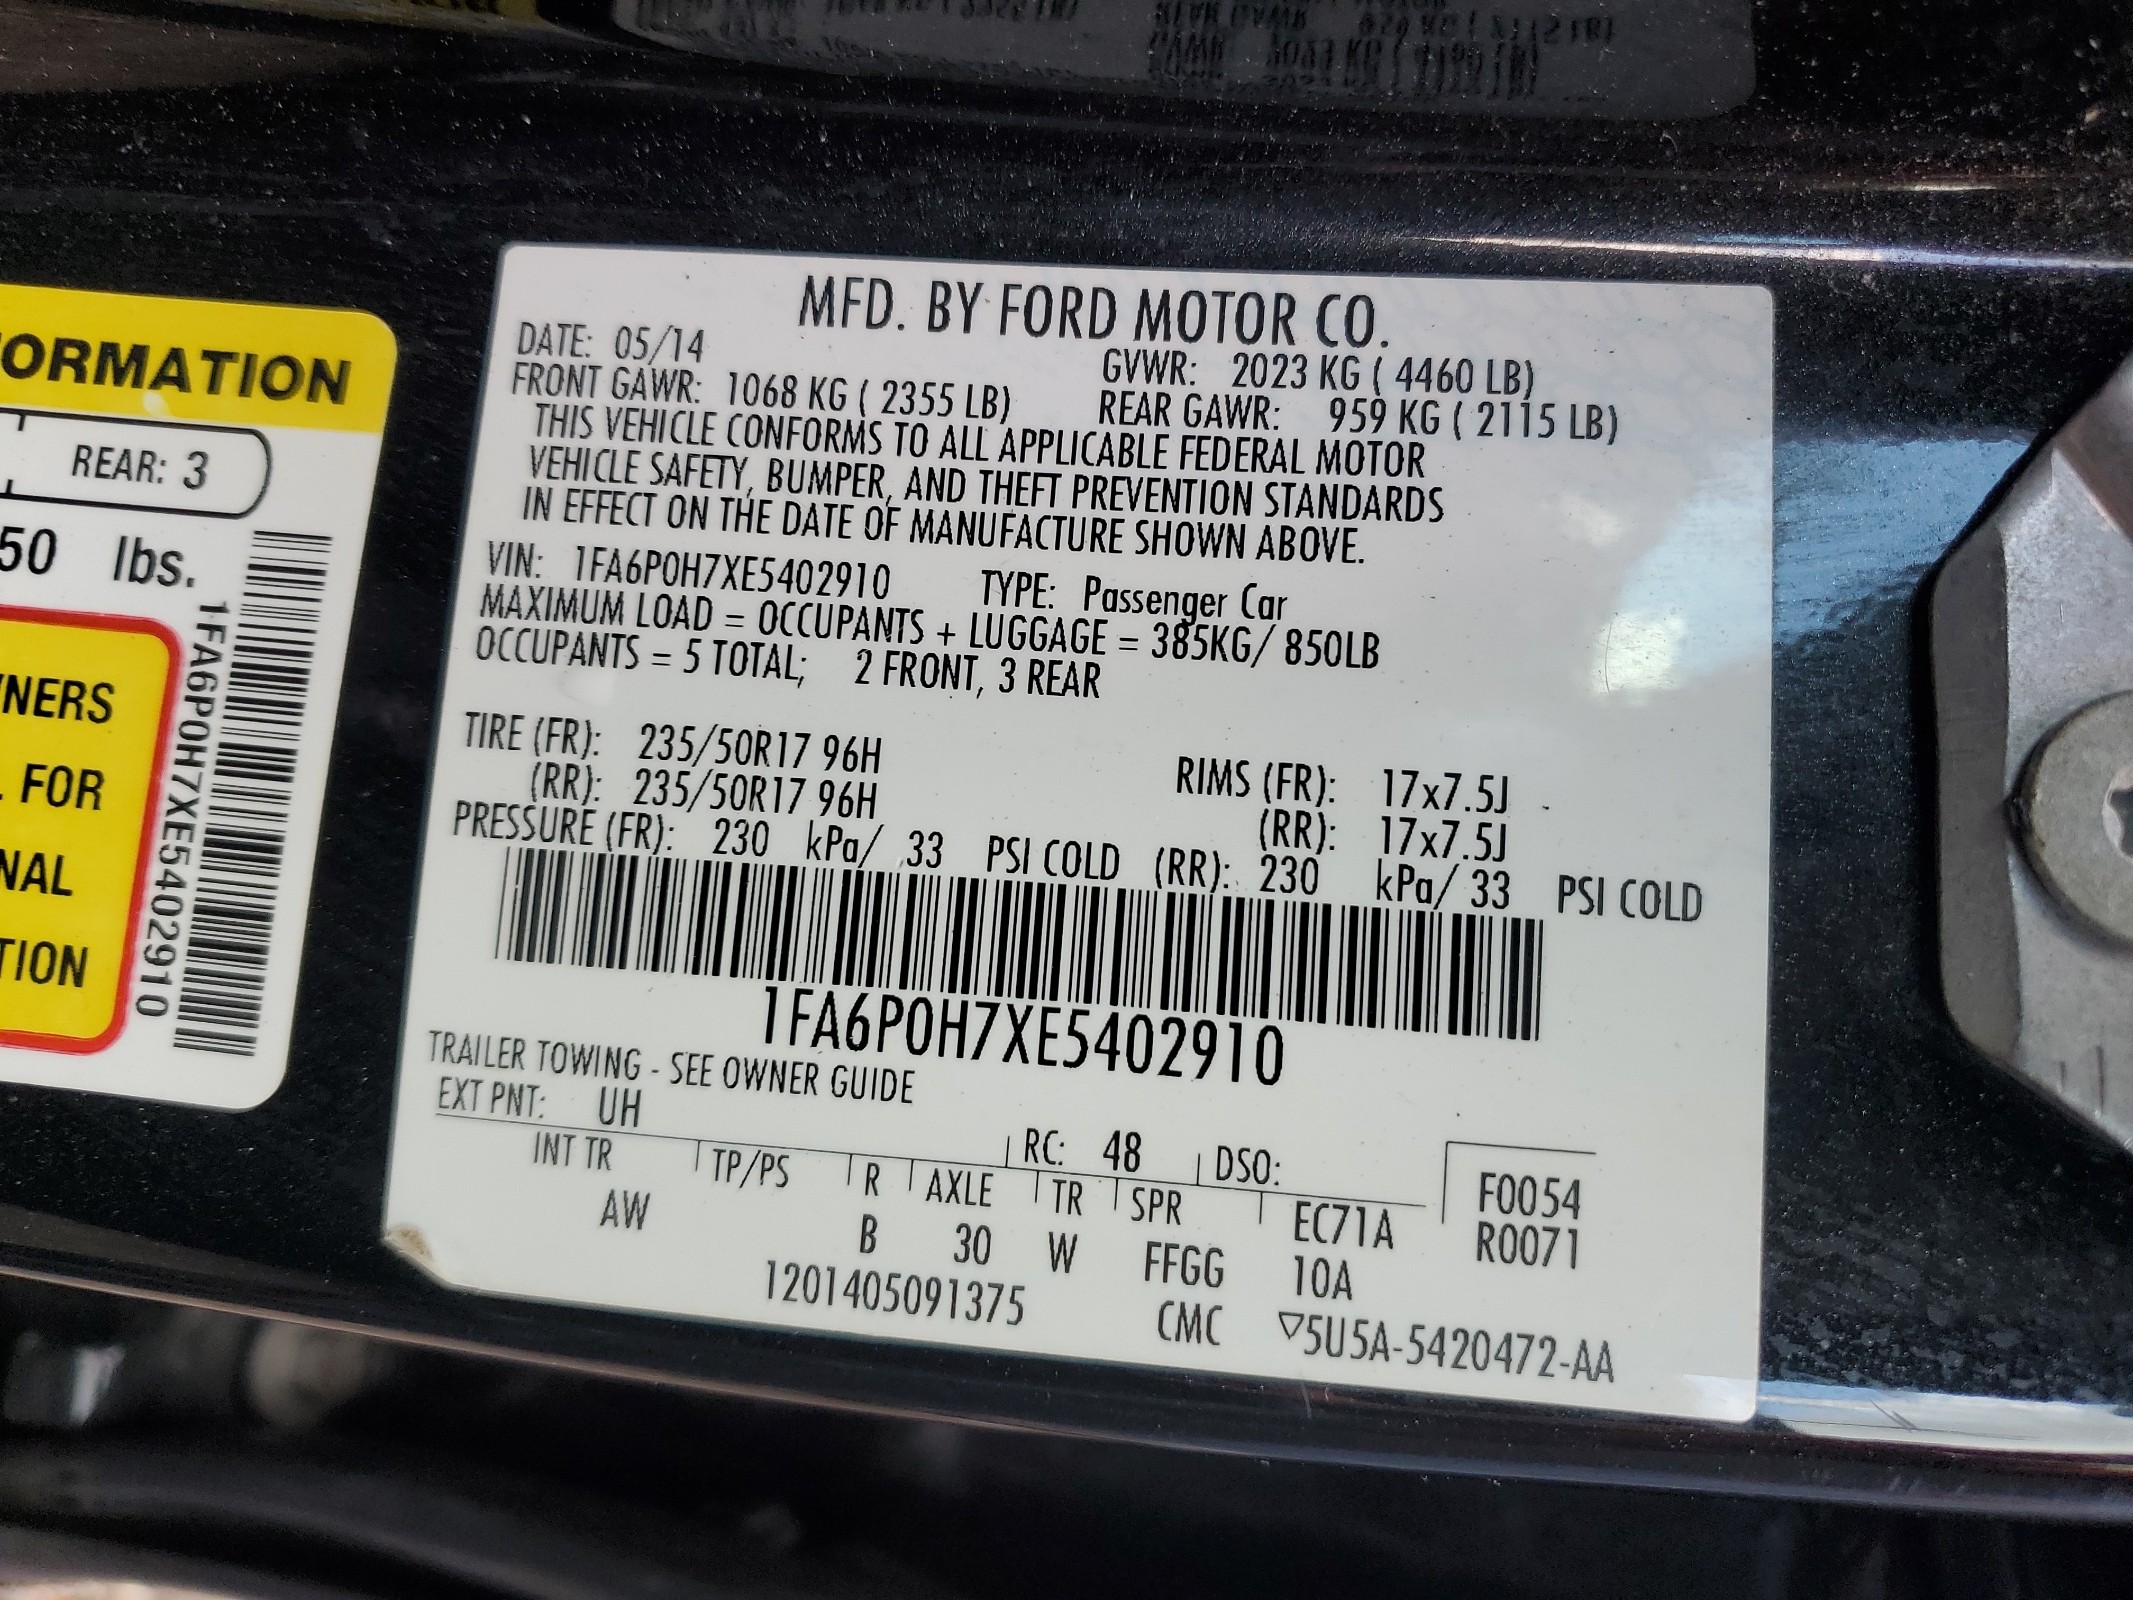 ORMATION
REAR: 3
50 lbs.
1FA6P0H7XE5402910
NERS
FOR
NAL
TION
MFD. BY FORD MOTOR CO.
DATE: 05/14
GVWR: 2023 KG ( 4460 LB)
FRONT GAWR: 1068 KG ( 2355 LB) REAR GAWR: 959 KG ( 2115 LB)
THIS VEHICLE CONFORMS TO ALL APPLICABLE FEDERAL MOTOR
VEHICLE SAFETY, BUMPER, AND THEFT PREVENTION STANDARDS
IN EFFECT ON THE DATE OF MANUFACTURE SHOWN ABOVE.
VIN: 1FA6P0H7XE5402910 TYPE: Passenger Car
MAXIMUM LOAD = OCCUPANTS + LUGGAGE = 385KG/ 850LB
OCCUPANTS = 5 TOTAL; 2 FRONT, 3 REAR
TIRE (FR): 235/50R17 96H RIMS (FR): 17x7.5J
(RR): 235/50R17 96H (RR): 17x7.5J
PRESSURE (FR): 230 kPa/ 33 PSI COLD (RR): 230 kPa/ 33 PSI COLD
1FA6P0H7XE5402910
TRAILER TOWING - SEE OWNER GUIDE
EXT PNT: UH RC: 48 DSO:
INT TR TP/PS R AXLE TR SPR EC71A F0054
AW B 30 W FFGG 10A R0071
1201405091375 CMC ▽5U5A-5420472-AA